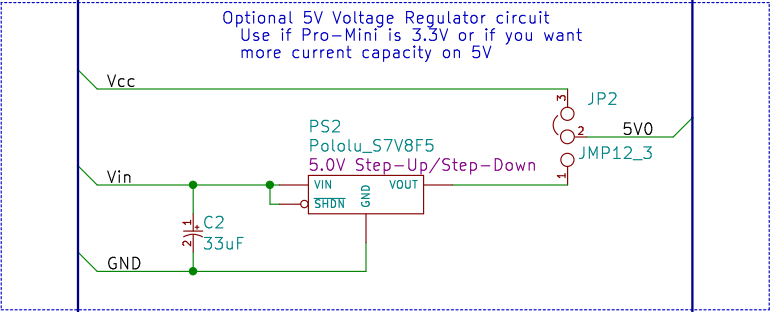 Optional 5V Voltage Regulator circuit
Use if Pro-Mini is 3.3V or if you want
more current capacity on 5V
Vcc
3
JP2
PS2
2
5V0
Pololu_S7V8F5
JMP12_3
5.0V Step-Up/Step-Down
1
Vin
VIN
GND
VOUT
SHDN
1
C2
2
33uF
GND